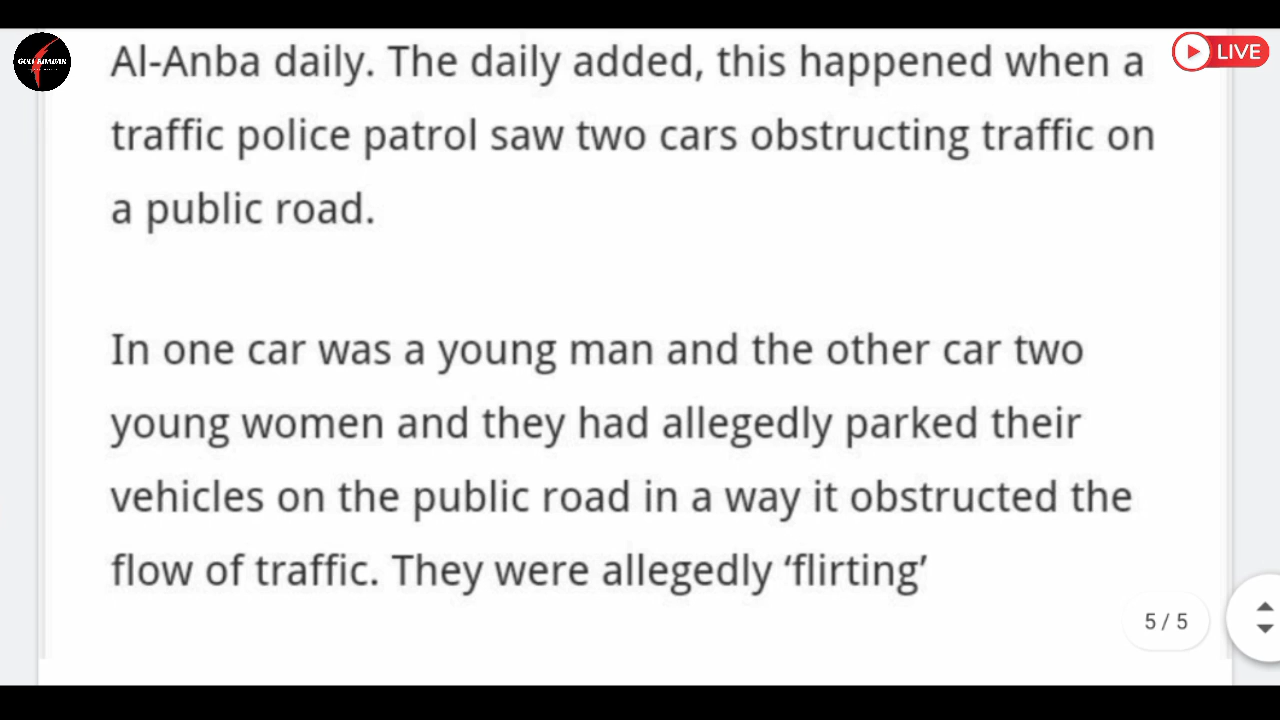 Al-Anba daily. The daily added, this happened when a
LIVE
traffic police patrol saw two cars obstructing traffic on
a public road.
In one car was a young man and the other car two
young women and they had allegedly parked their
vehicles on the public road in a way it obstructed the
flow of traffic. They were allegedly ‘flirting’
5 / 5